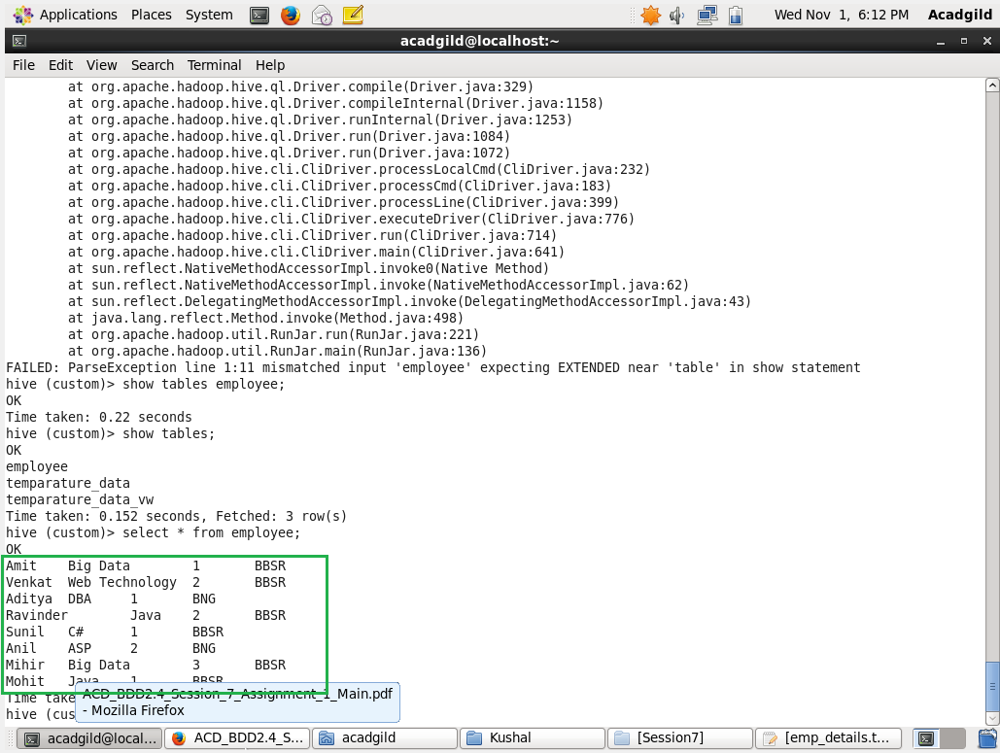 Applications Places System Wed Nov 1, 6:12 PM Acadgild
acadgild@localhost:~
File Edit View Search Terminal Help
at org.apache.hadoop.hive.ql.Driver.compile(Driver.java:329)
at org.apache.hadoop.hive.ql.Driver.compileInternal(Driver.java:1158)
at org.apache.hadoop.hive.ql.Driver.runInternal(Driver.java:1253)
at org.apache.hadoop.hive.ql.Driver.run(Driver.java:1084)
at org.apache.hadoop.hive.ql.Driver.run(Driver.java:1072)
at org.apache.hadoop.hive.cli.CliDriver.processLocalCmd(CliDriver.java:232)
at org.apache.hadoop.hive.cli.CliDriver.processCmd(CliDriver.java:183)
at org.apache.hadoop.hive.cli.CliDriver.processLine(CliDriver.java:399)
at org.apache.hadoop.hive.cli.CliDriver.executeDriver(CliDriver.java:776)
at org.apache.hadoop.hive.cli.CliDriver.run(CliDriver.java:714)
at org.apache.hadoop.hive.cli.CliDriver.main(CliDriver.java:641)
at sun.reflect.NativeMethodAccessorImpl.invoke0(Native Method)
at sun.reflect.NativeMethodAccessorImpl.invoke(NativeMethodAccessorImpl.java:62)
at sun.reflect.DelegatingMethodAccessorImpl.invoke(DelegatingMethodAccessorImpl.java:43)
at java.lang.reflect.Method.invoke(Method.java:498)
at org.apache.hadoop.util.RunJar.run(RunJar.java:221)
at org.apache.hadoop.util.RunJar.main(RunJar.java:136)
FAILED: ParseException line 1:11 mismatched input 'employee' expecting EXTENDED near 'table' in show statement
hive (custom)> show tables employee;
OK
Time taken: 0.22 seconds
hive (custom)> show tables;
OK
employee
temparature_data
temparature_data_vw
Time taken: 0.152 seconds, Fetched: 3 row(s)
hive (custom)> select * from employee;
OK
Amit Big Data 1 BBSR
Venkat Web Technology 2 BBSR
Aditya DBA 1 BNG
Ravinder Java 2 BBSR
Sunil C# 1 BBSR
Anil ASP 2 BNG
Mihir Big Data 3 BBSR
Mohit Java 1 BBSR
Time take
hive (cus
ACD_BDD2.4_Session_7_Assignment_1_Main.pdf
- Mozilla Firefox
acadgild@local... ACD_BDD2.4_S... acadgild Kushal [Session7] [emp_details.t...